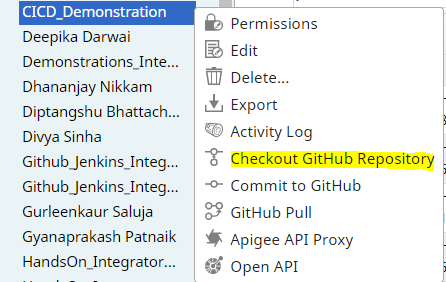 CICD_Demonstration
Deepika Darwai
Demonstrations_Inte...
Dhananjay Nikkam
Diptangshu Bhattach...
Divya Sinha
Github_Jenkins_Integ...
Github_Jenkins_Integ...
Gurleenkaur Saluja
Gyanaprakash Patnaik
HandsOn_Integrator...
Permissions
Edit
Delete...
Export
Activity Log
Checkout GitHub Repository
Commit to GitHub
GitHub Pull
Apigee API Proxy
Open API